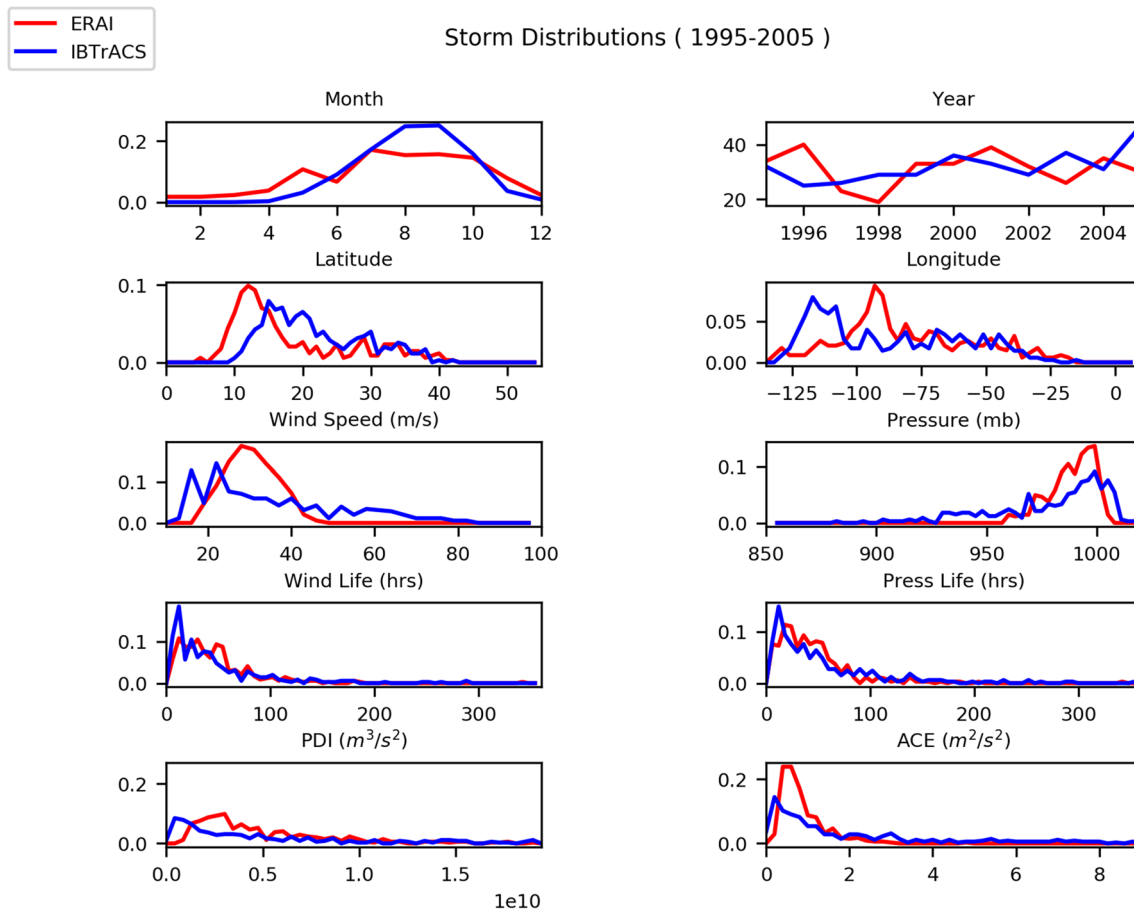 ERAI
IBTrACS
Storm Distributions ( 1995-2005 )
Month
0.2
0.0
2 4 6 8 10 12
Year
40
20
1996 1998 2000 2002 2004
Latitude
0.1
0.0
0 10 20 30 40 50
Longitude
0.05
0.00
−125 −100 −75 −50 −25 0
Wind Speed (m/s)
0.1
0.0
20 40 60 80 100
Pressure (mb)
0.1
0.0
850 900 950 1000
Wind Life (hrs)
0.1
0.0
0 100 200 300
Press Life (hrs)
0.1
0.0
0 100 200 300
PDI (m³/s²)
0.2
0.0
0.0 0.5 1.0 1.5
1e10
ACE (m²/s²)
0.2
0.0
0 2 4 6 8